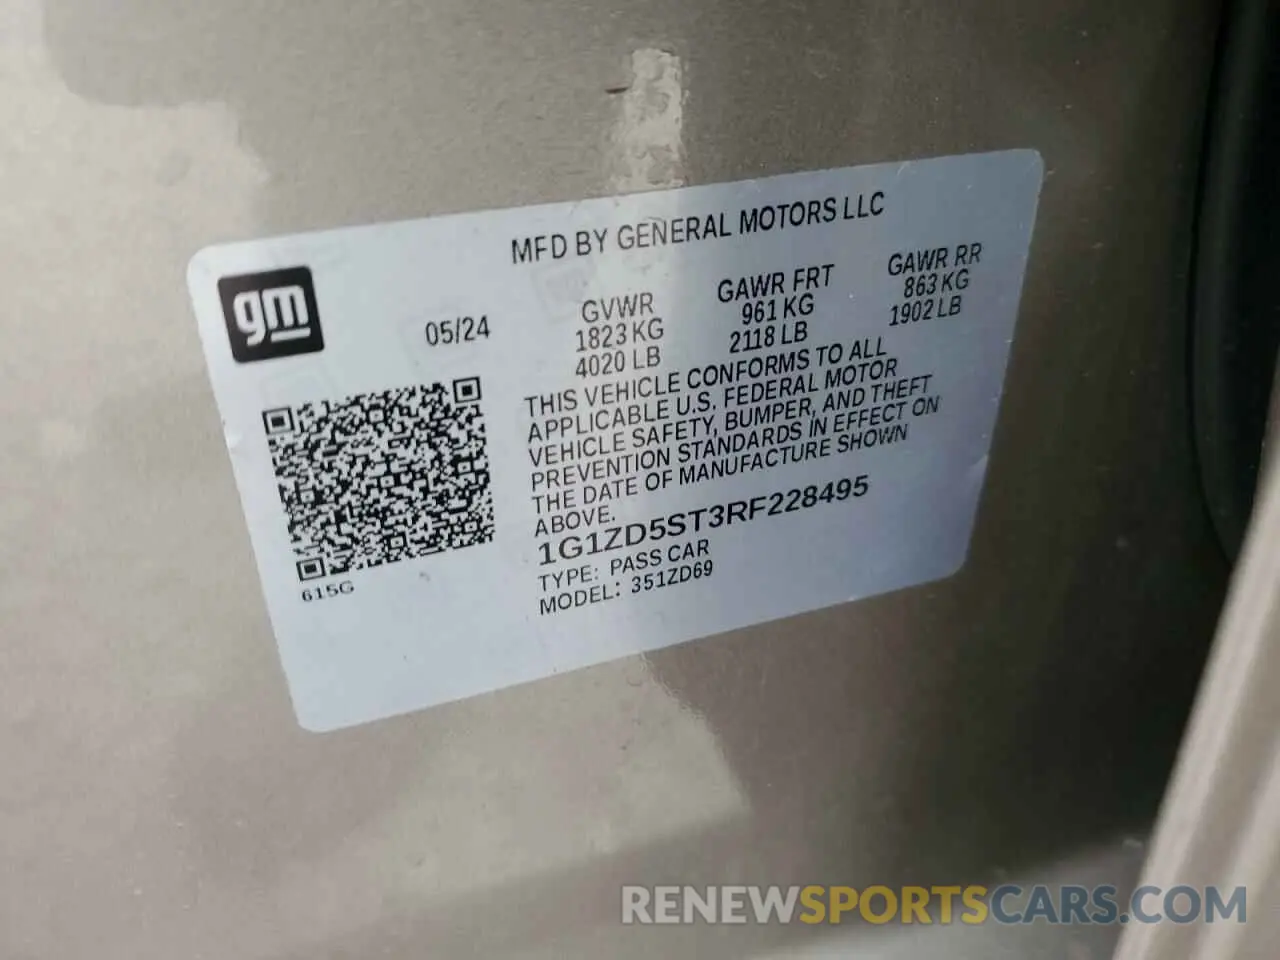 MFD BY GENERAL MOTORS LLC
gm
05/24
GVWR
1823 KG
4020 LB
GAWR FRT
961 KG
2118 LB
GAWR RR
863 KG
1902 LB
THIS VEHICLE CONFORMS TO ALL
APPLICABLE U.S. FEDERAL MOTOR
VEHICLE SAFETY, BUMPER, AND THEFT
PREVENTION STANDARDS IN EFFECT ON
THE DATE OF MANUFACTURE SHOWN
ABOVE.
1G1ZD5ST3RF228495
TYPE: PASS CAR
MODEL: 351ZD69
615G
RENEWSPORTSCARS.COM